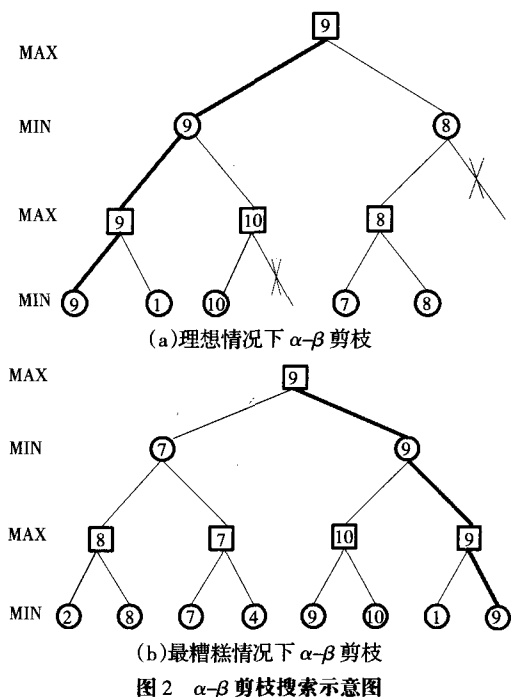 9
MAX
MIN 9 8
MAX 9 10 8
MIN 9 1 10 7 8
(a)理想情况下 α-β 剪枝
MAX 9
MIN 7 9
MAX 8 7 10 9
MIN 2 8 7 4 9 10 1 9
(b)最糟糕情况下 α-β 剪枝
图 2 α-β 剪枝搜索示意图